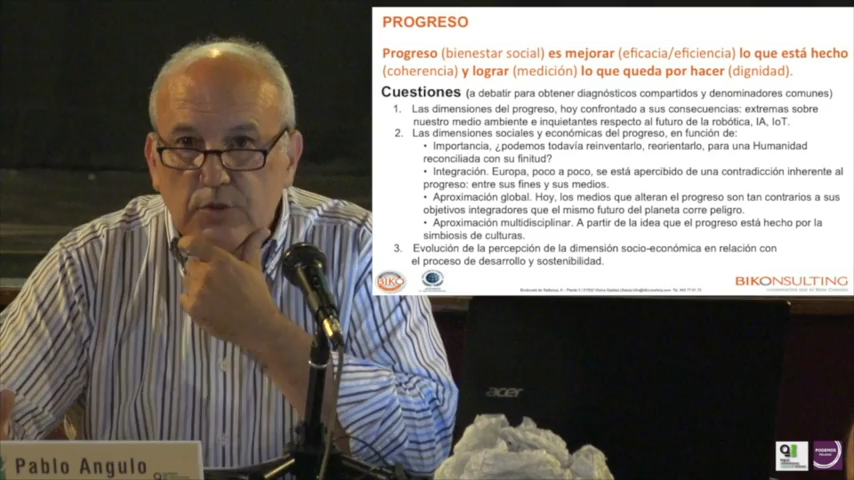 PROGRESO
Progreso (bienestar social) es mejorar (eficacia/eficiencia) lo que está hecho
(coherencia) y lograr (medición) lo que queda por hacer (dignidad).
Cuestiones (a debatir para obtener diagnósticos compartidos y denominadores comunes)
1. Las dimensiones del progreso, hoy confrontado a sus consecuencias: extremas sobre
nuestro medio ambiente e inquietantes respecto al futuro de la robótica, IA, IoT.
2. Las dimensiones sociales y económicas del progreso, en función de:
• Importancia, ¿podemos todavía reinventarlo, reorientarlo, para una Humanidad
reconciliada con su finitud?
• Integración. Europa, poco a poco, se está apercibido de una contradicción inherente al
progreso: entre sus fines y sus medios.
• Aproximación global. Hoy, los medios que alteran el progreso son tan contrarios a sus
objetivos integradores que el mismo futuro del planeta corre peligro.
• Aproximación multidisciplinar. A partir de la idea que el progreso está hecho por la
simbiosis de culturas.
3. Evolución de la percepción de la dimensión socio-económica en relación con
el proceso de desarrollo y sostenibilidad.
BIKO
BIKONSULTING
acer
Pablo Angulo
PODEMOS